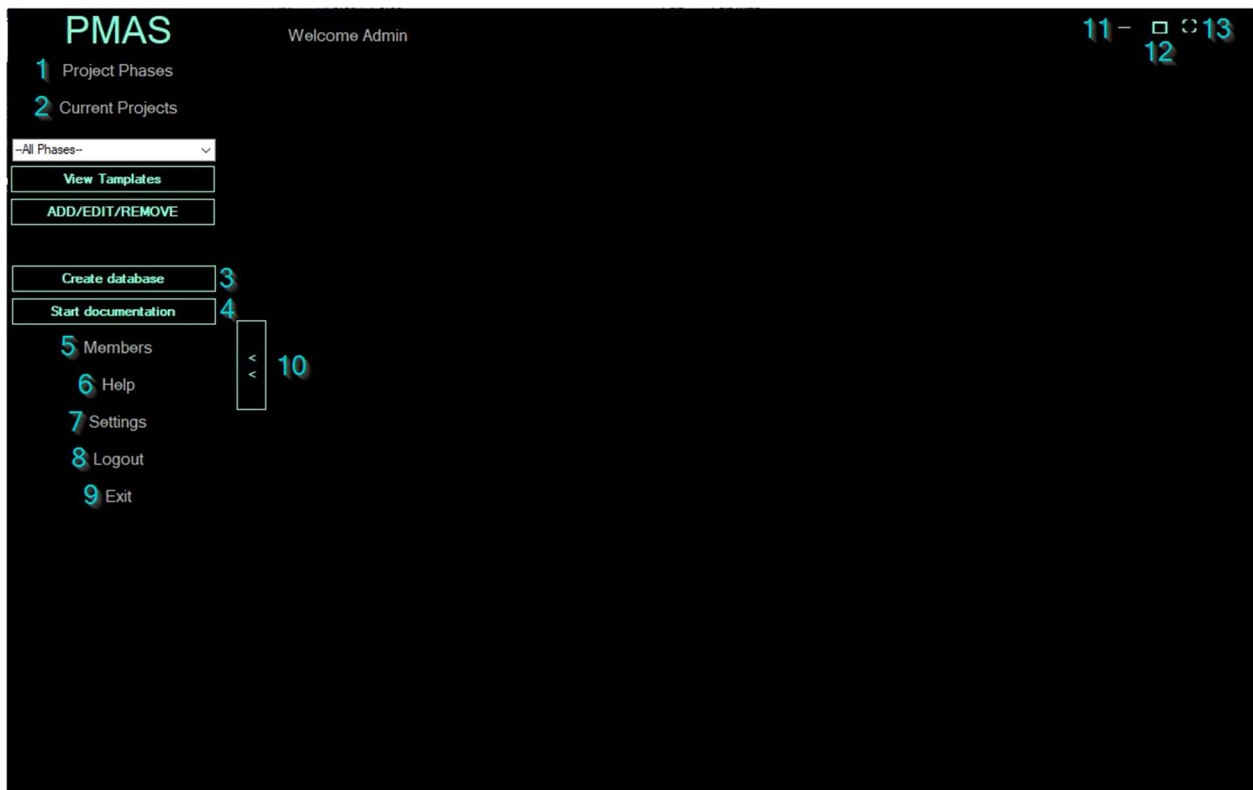 PMAS
Welcome Admin
11
12
13
1 Project Phases
2 Current Projects
--All Phases--
View Tamplates
ADD/EDIT/REMOVE
Create database 3
Start documentation 4
5 Members
< < 10
6 Help
7 Settings
8 Logout
9 Exit